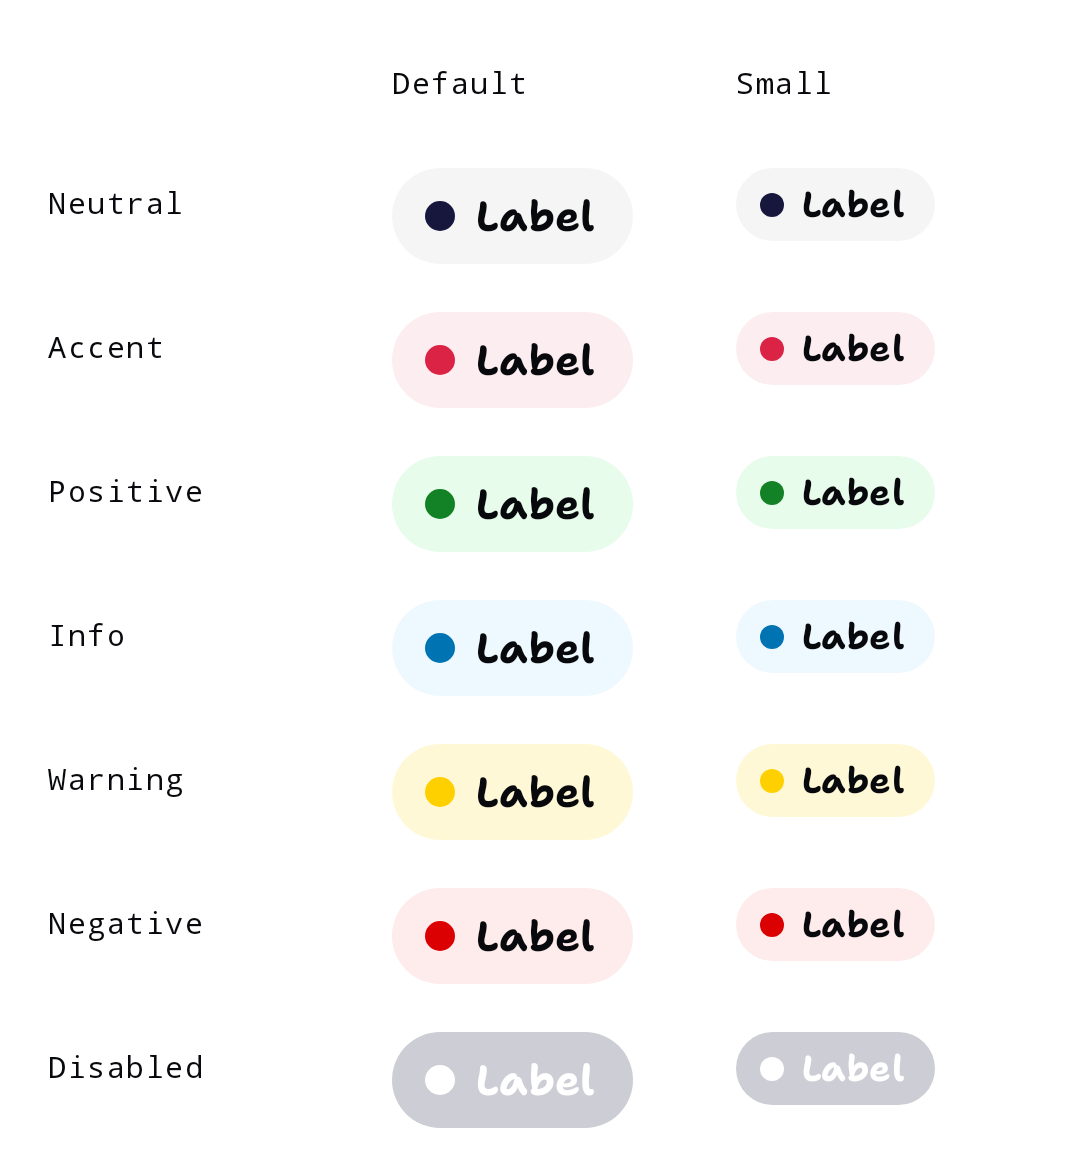 Default Small
Neutral Label Label
Accent Label Label
Positive Label Label
Info Label Label
Warning Label Label
Negative Label Label
Disabled Label Label